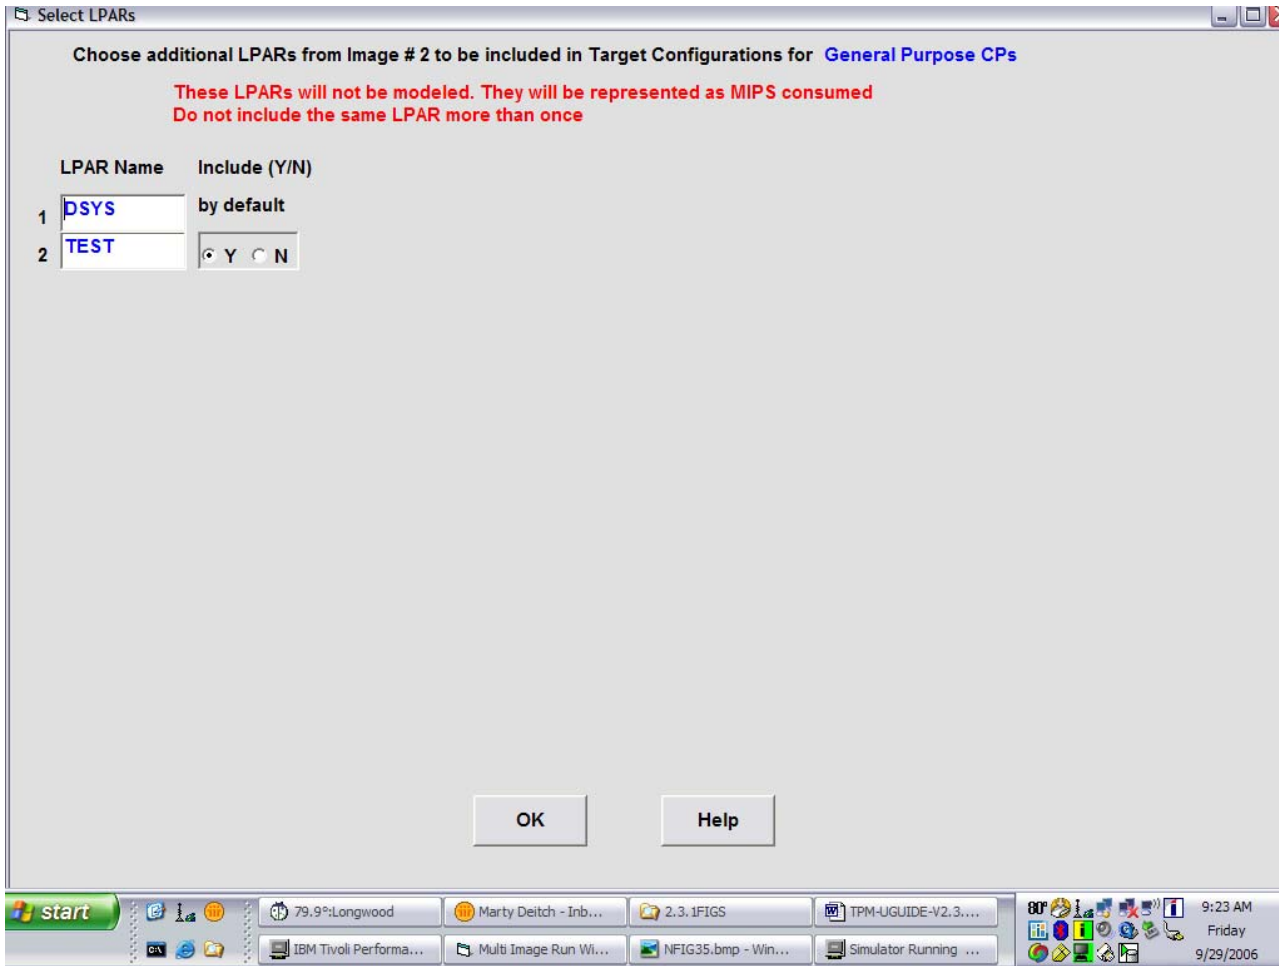 Select LPARs
Choose additional LPARs from Image # 2 to be included in Target Configurations for General Purpose CPs
These LPARs will not be modeled. They will be represented as MIPS consumed
Do not include the same LPAR more than once
LPAR Name Include (Y/N)
1 DSYS by default
2 TEST Y N
OK Help
start 79.9°:Longwood Marty Deitch - Inb... 2.3.1FIGS TPM-UGUIDE-V2.3.... 80° 9:23 AM
Friday
IBM Tivoli Performa... Multi Image Run Wi... NFIG35.bmp - Win... Simulator Running ... 9/29/2006